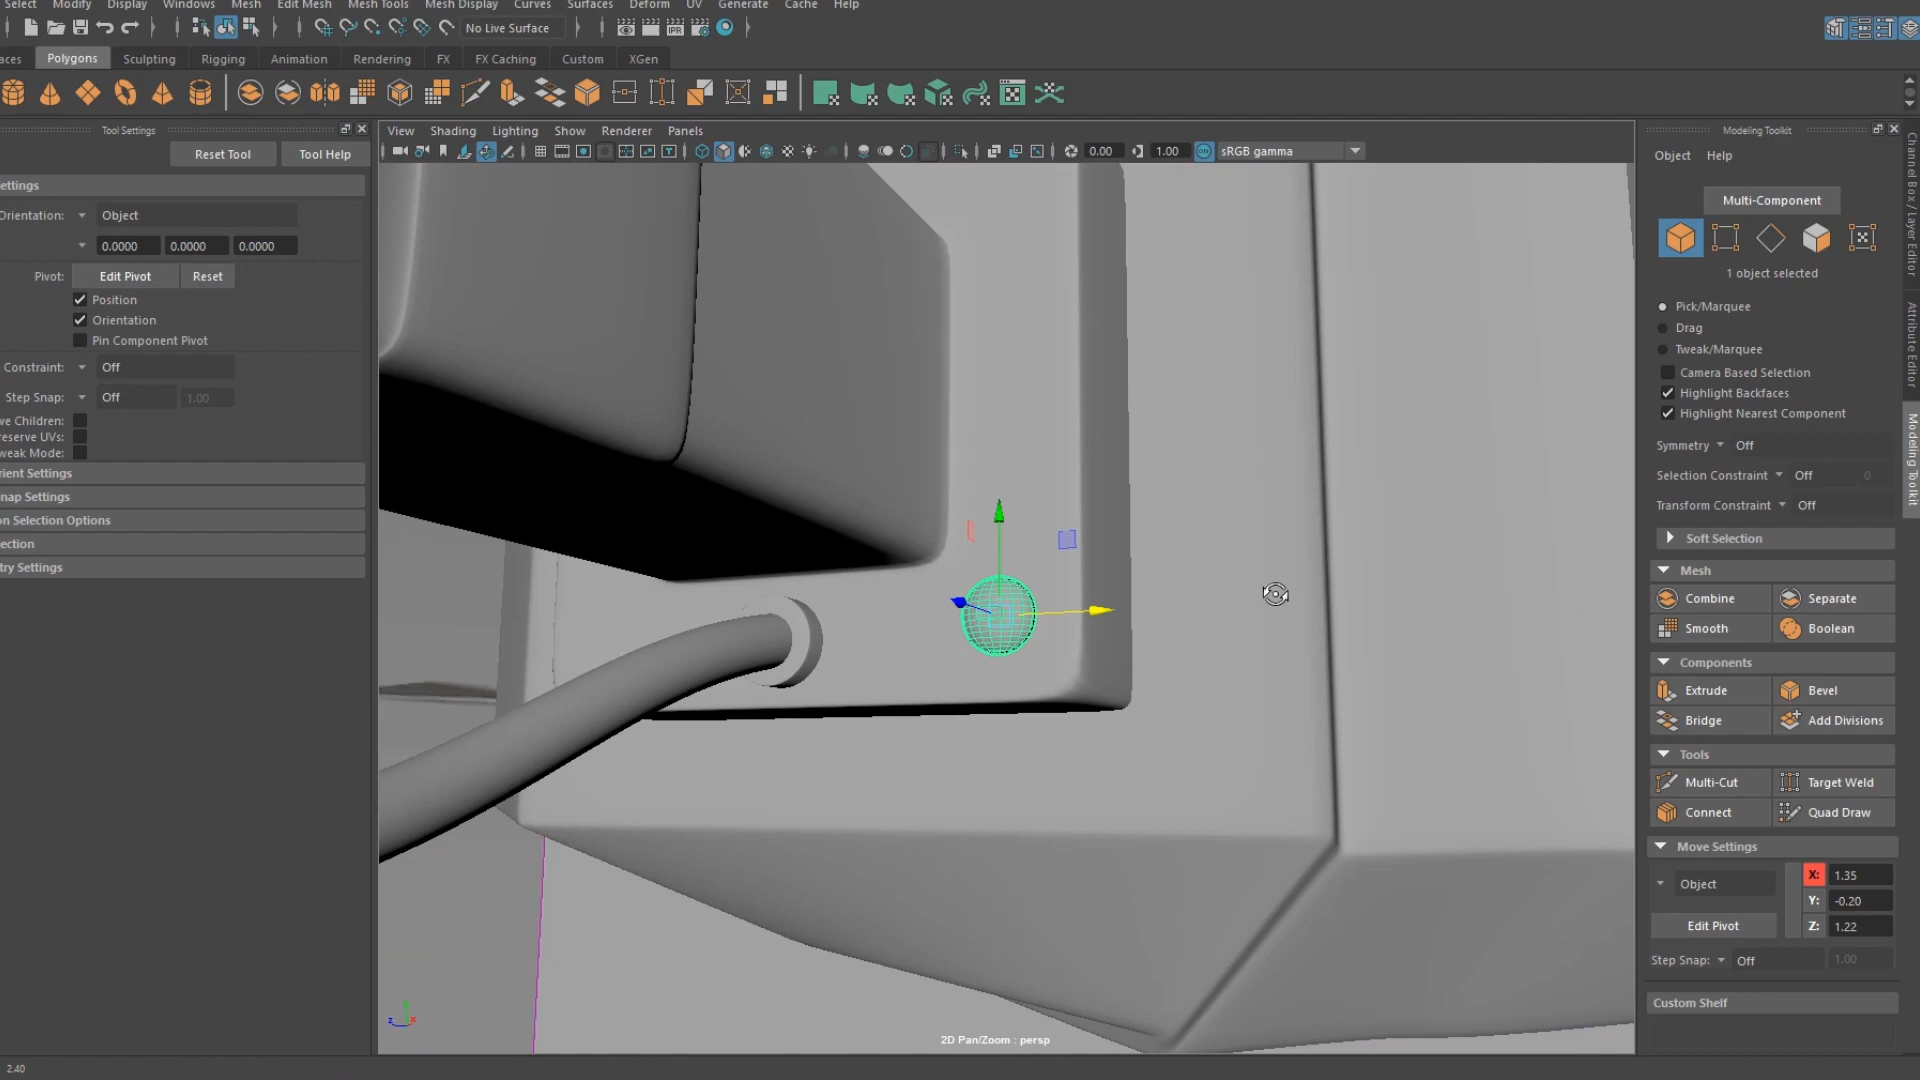 Select Modify Display Windows Mesh Edit Mesh Mesh Tools Mesh Display Curves Surfaces Deform UV Generate Cache Help
No Live Surface
IPR
aces Polygons Sculpting Rigging Animation Rendering FX FX Caching Custom XGen
Tool Settings
Reset Tool Tool Help
ettings
Orientation: Object
0.0000 0.0000 0.0000
Pivot: Edit Pivot Reset
Position
Orientation
Pin Component Pivot
Constraint: Off
Step Snap: Off 1.00
ve Children:
reserve UVs:
weak Mode:
rient Settings
nap Settings
on Selection Options
ection
try Settings
View Shading Lighting Show Renderer Panels
0.00 1.00 sRGB gamma
z x
2D Pan/Zoom : persp
Modeling Toolkit
Object Help
Multi-Component
1 object selected
Pick/Marquee
Drag
Tweak/Marquee
Camera Based Selection
Highlight Backfaces
Highlight Nearest Component
Symmetry Off
Selection Constraint Off 0
Transform Constraint Off
Soft Selection
Mesh
Combine Separate
Smooth Boolean
Components
Extrude Bevel
Bridge Add Divisions
Tools
Multi-Cut Target Weld
Connect Quad Draw
Move Settings
Object X: 1.35
Y: -0.20
Edit Pivot Z: 1.22
Step Snap: Off 1.00
Custom Shelf
Channel Box / Layer Editor
Attribute Editor
Modeling Toolkit
2.40